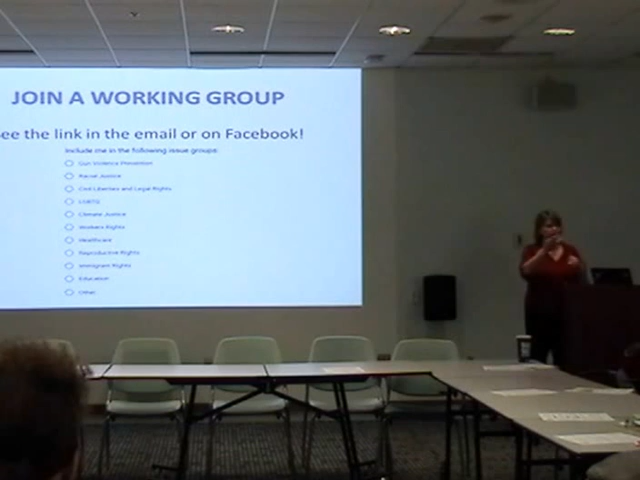 JOIN A WORKING GROUP
ee the link in the email or on Facebook!
Include me in the following issue groups:
Gun Violence Prevention
Racial Justice
Civil Liberties and Legal Rights
LGBTQ
Climate Justice
Workers Rights
Healthcare
Reproductive Rights
Immigrant Rights
Education
Other